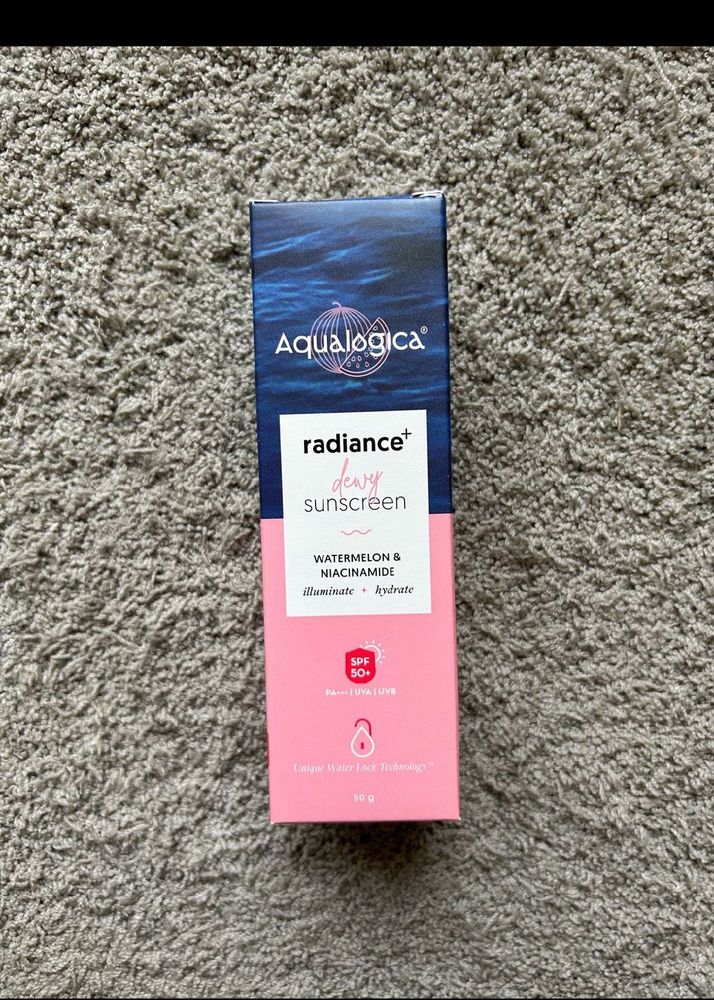 Aqualogica®
radiance+
dewy
sunscreen
WATERMELON &
NIACINAMIDE
illuminate + hydrate
SPF
50+
PA+++ | UVA | UVB
Unique Water Lock Technology™
50 g